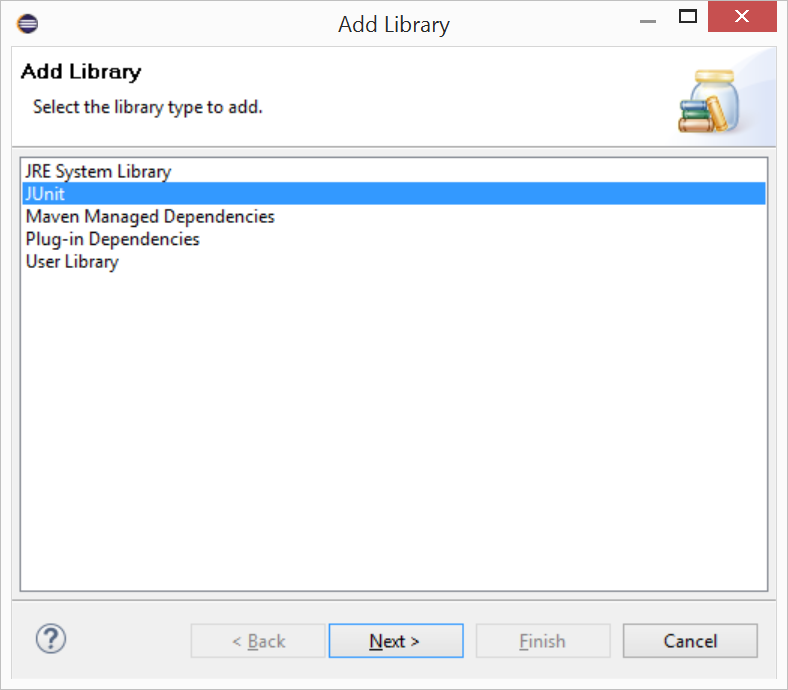 Add Library
Add Library
Select the library type to add.
JRE System Library
JUnit
Maven Managed Dependencies
Plug-in Dependencies
User Library
?
< Back
Next >
Finish
Cancel